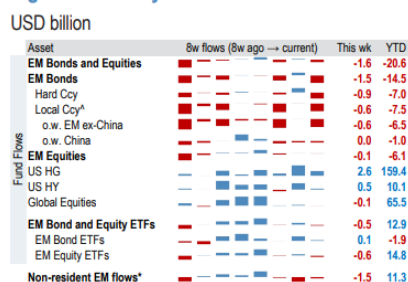 USD billion
Asset 8w flows (8w ago → current) This wk YTD
EM Bonds and Equities -1.6 -20.6
EM Bonds -1.5 -14.5
Hard Ccy -0.9 -7.0
Local Ccy^ -0.6 -7.5
o.w. EM ex-China -0.6 -6.5
o.w. China 0.0 -1.0
EM Equities -0.1 -6.1
US HG 2.6 159.4
US HY 0.5 10.1
Global Equities -0.1 65.5
EM Bond and Equity ETFs -0.5 12.9
EM Bond ETFs 0.1 -1.9
EM Equity ETFs -0.6 14.8
Non-resident EM flows* -1.5 11.3
Fund Flows